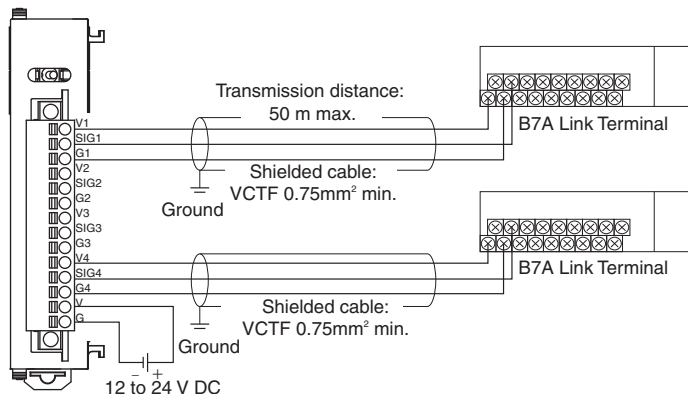 Transmission distance:
50 m max.
V1
SIG1
G1
V2
SIG2
G2
V3
SIG3
G3
V4
SIG4
G4
V
G
B7A Link Terminal
Shielded cable:
VCTF 0.75mm² min.
Ground
B7A Link Terminal
Shielded cable:
VCTF 0.75mm² min.
Ground
− +
12 to 24 V DC